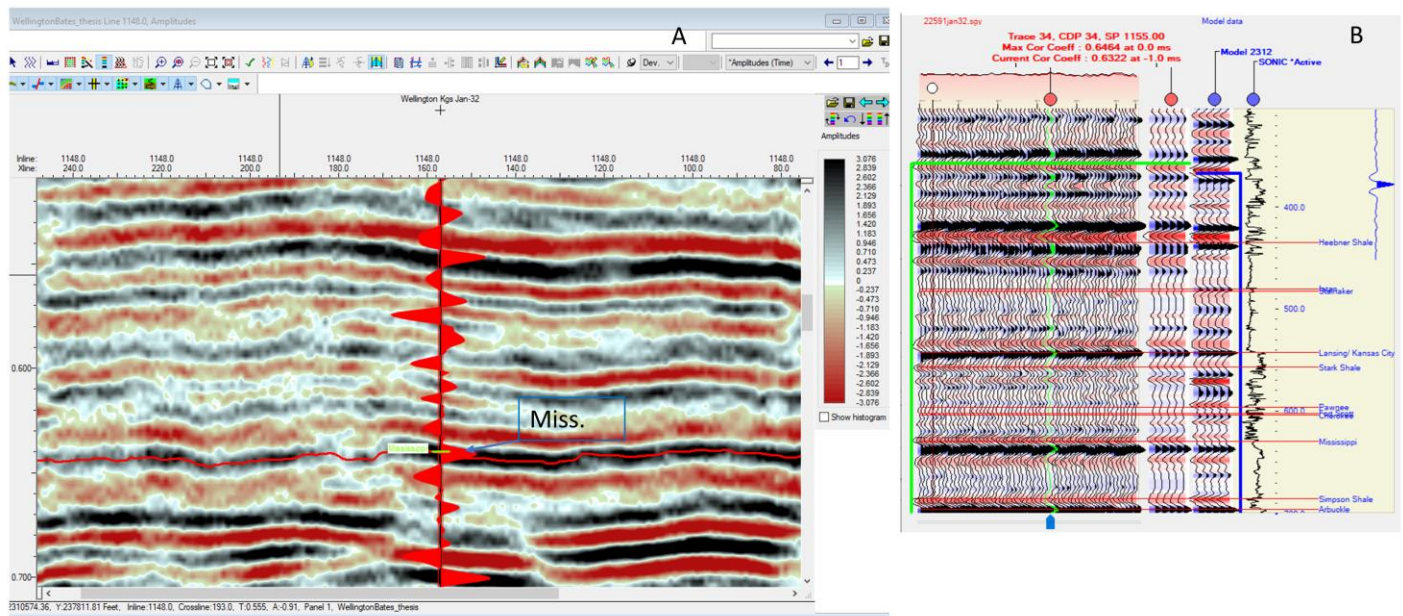 WellingtonBates_thesis Line 1148.0, Amplitudes
A
Dev.
*Amplitudes (Time)
1
Wellington Kgs Jan-32
Inline: 1148.0 1148.0 1148.0 1148.0 1148.0 1148.0 1148.0 1148.0 1148.0
Xline: 240.0 220.0 200.0 180.0 160.0 140.0 120.0 100.0 80.0
Amplitudes
3.076
2.839
2.602
2.366
2.129
1.893
1.656
1.420
1.183
0.946
0.710
0.473
0.237
0
-0.237
-0.473
-0.710
-0.946
-1.183
-1.420
-1.656
-1.893
-2.129
-2.366
-2.602
-2.839
-3.076
Show histogram
0.600
Miss.
0.700
2310574.36, Y:237811.81 Feet, Inline:1148.0, Crossline:193.0, T:0.555, A:-0.91, Panel 1, WellingtonBates_thesis
22591jan32.sgy
Model data
B
Trace 34, CDP 34, SP 1155.00
Max Cor Coeff : 0.6464 at 0.0 ms
Current Cor Coeff : 0.6322 at -1.0 ms
Model 2312
SONIC *Active
400.0
Heebner Shale
500.0
Lansing/ Kansas City
Stark Shale
Pawnee
600.0
Cherokee
Mississippi
Simpson Shale
Arbuckle